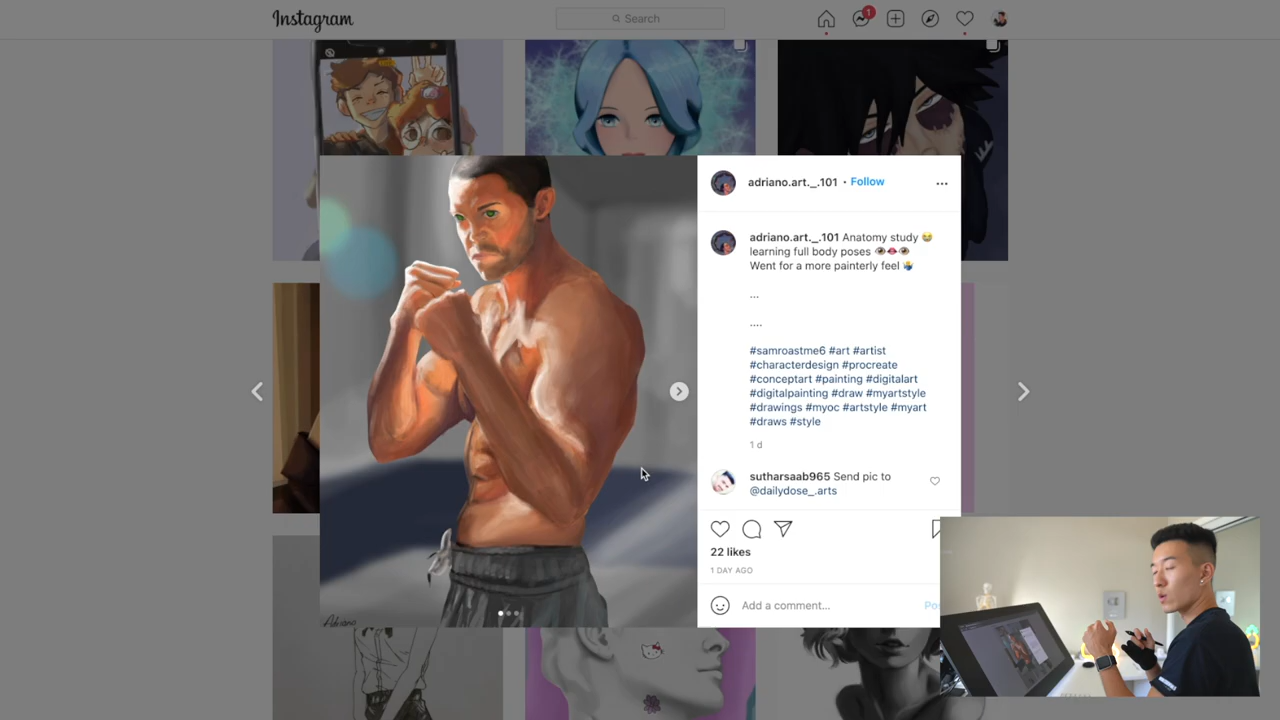 Instagram
Search
1
adriano.art._.101 · Follow
adriano.art._.101 Anatomy study 😭
learning full body poses 👁️👄👁️
Went for a more painterly feel 🤷‍♂️
...
....
#samroastme6 #art #artist
#characterdesign #procreate
#conceptart #painting #digitalart
#digitalpainting #draw #myartstyle
#drawings #myoc #artstyle #myart
#draws #style
1 d
sutharsaab965 Send pic to
@dailydose_.arts
22 likes
1 DAY AGO
Add a comment...
Adriano